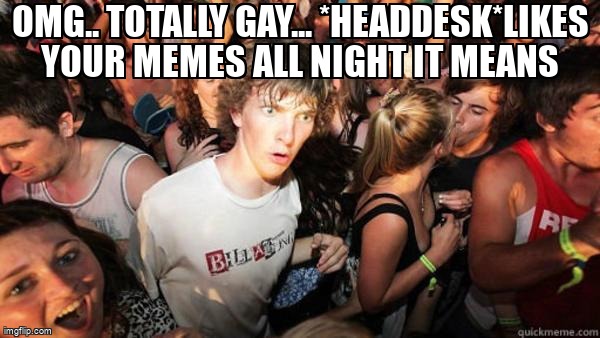 OMG.. TOTALLY GAY... *HEADDESK*LIKES
YOUR MEMES ALL NIGHT IT MEANS
imgflip.com
quickmeme.com